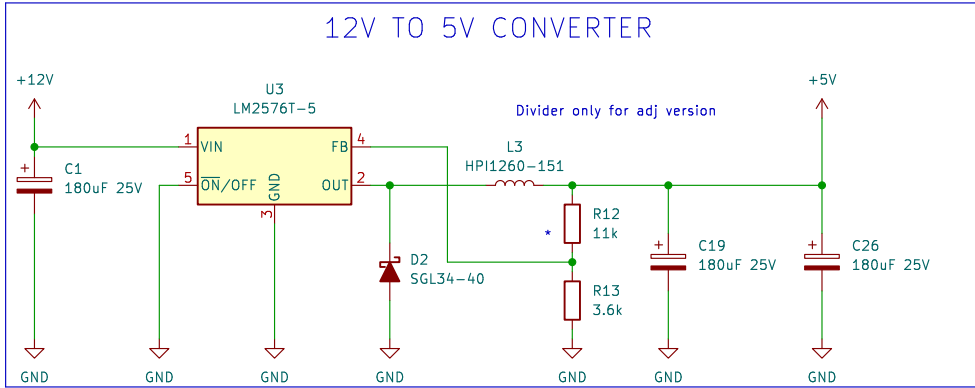 12V TO 5V CONVERTER
+12V
U3
LM2576T-5
+5V
Divider only for adj version
1
VIN
FB
4
L3
HPI1260-151
+
C1
180uF 25V
5
ON/OFF
OUT
2
GND
3
R12
11k
*
+
C19
180uF 25V
+
C26
180uF 25V
D2
SGL34-40
R13
3.6k
GND
GND
GND
GND
GND
GND
GND